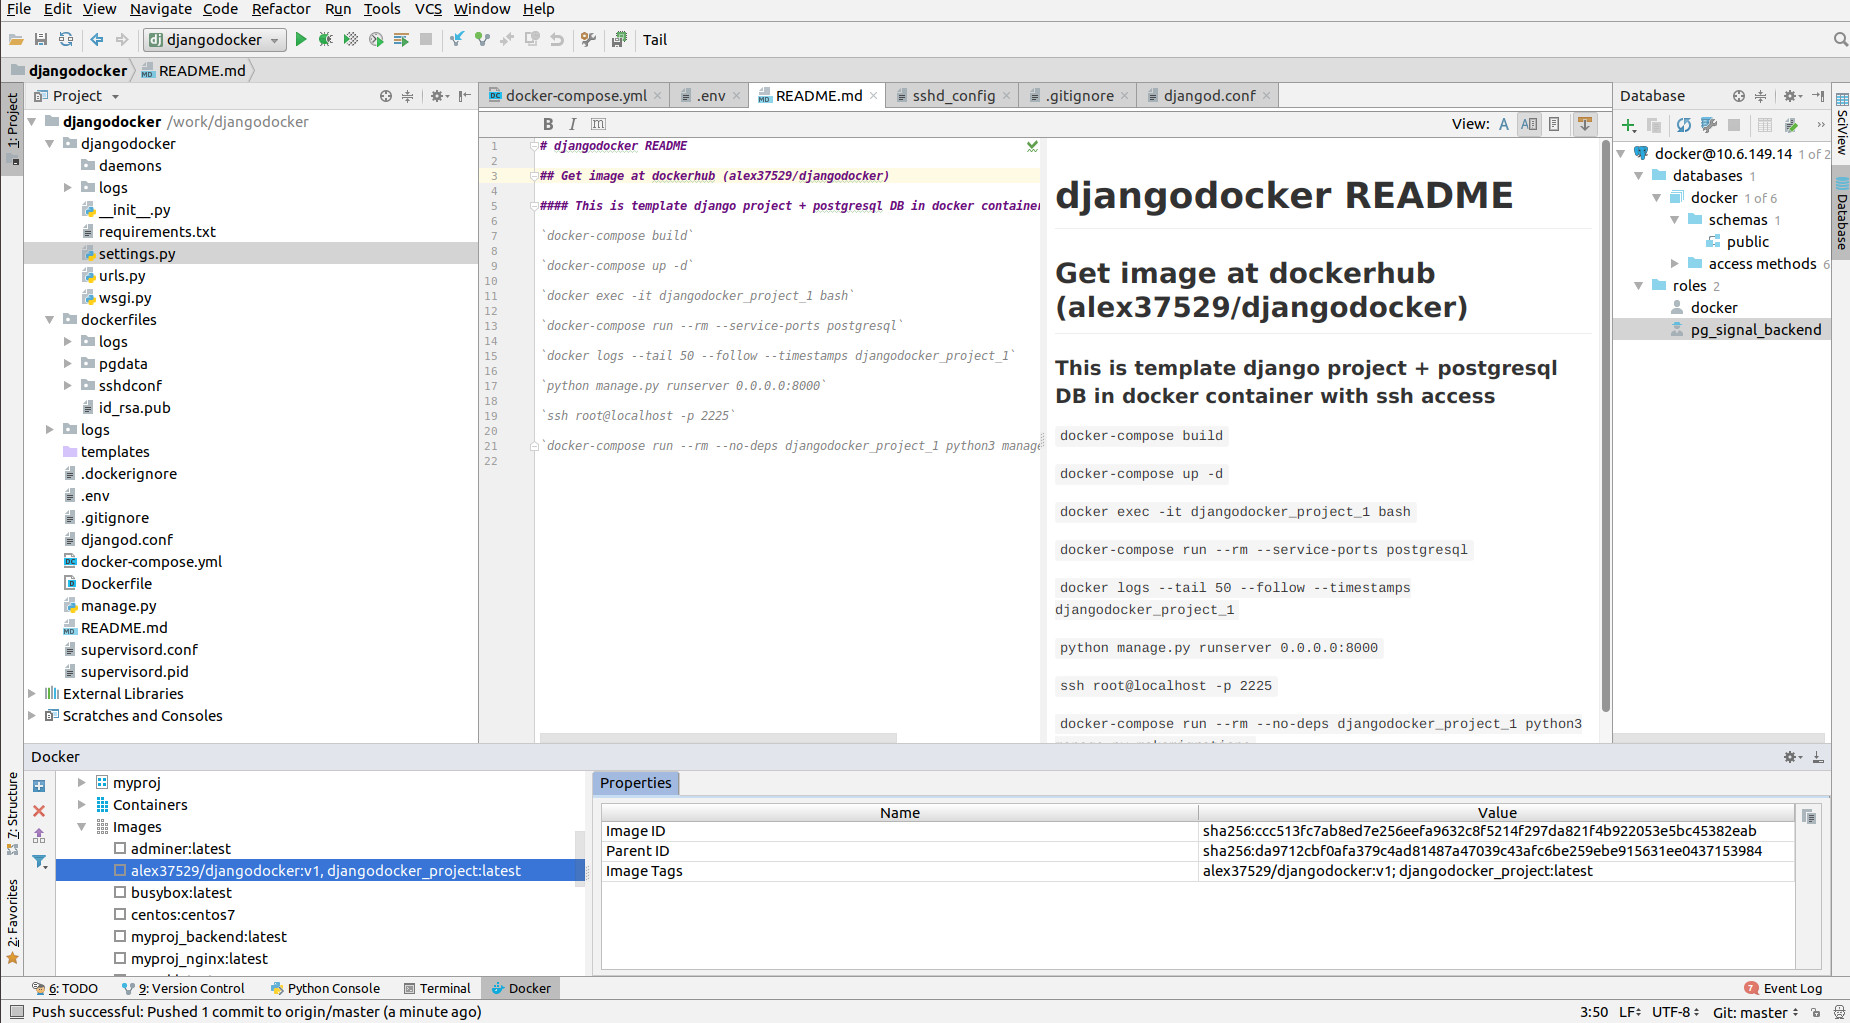 File Edit View Navigate Code Refactor Run Tools VCS Window Help
djangodocker Tail
djangodocker README.md
1: Project
Project
djangodocker /work/djangodocker
djangodocker
daemons
logs
__init__.py
requirements.txt
settings.py
urls.py
wsgi.py
dockerfiles
logs
pgdata
sshdconf
id_rsa.pub
logs
templates
.dockerignore
.env
.gitignore
djangod.conf
docker-compose.yml
Dockerfile
manage.py
README.md
supervisord.conf
supervisord.pid
External Libraries
Scratches and Consoles
docker-compose.yml .env README.md sshd_config .gitignore djangod.conf
B I m View: A
1 # djangodocker README
2
3 ## Get image at dockerhub (alex37529/djangodocker)
4
5 #### This is template django project + postgresql DB in docker container
6
7 `docker-compose build`
8
9 `docker-compose up -d`
10
11 `docker exec -it djangodocker_project_1 bash`
12
13 `docker-compose run --rm --service-ports postgresql`
14
15 `docker logs --tail 50 --follow --timestamps djangodocker_project_1`
16
17 `python manage.py runserver 0.0.0.0:8000`
18
19 `ssh root@localhost -p 2225`
20
21 `docker-compose run --rm --no-deps djangodocker_project_1 python3 manage
22
djangodocker README
Get image at dockerhub
(alex37529/djangodocker)
This is template django project + postgresql
DB in docker container with ssh access
docker-compose build
docker-compose up -d
docker exec -it djangodocker_project_1 bash
docker-compose run --rm --service-ports postgresql
docker logs --tail 50 --follow --timestamps
djangodocker_project_1
python manage.py runserver 0.0.0.0:8000
ssh root@localhost -p 2225
docker-compose run --rm --no-deps djangodocker_project_1 python3
Database
docker@10.6.149.14 1 of 2
databases 1
docker 1 of 6
schemas 1
public
access methods 6
roles 2
docker
pg_signal_backend
SciView
Database
Docker
7: Structure
2: Favorites
myproj
Containers
Images
adminer:latest
alex37529/djangodocker:v1, djangodocker_project:latest
busybox:latest
centos:centos7
myproj_backend:latest
myproj_nginx:latest
Properties
Name Value
Image ID sha256:ccc513fc7ab8ed7e256eefa9632c8f5214f297da821f4b922053e5bc45382eab
Parent ID sha256:da9712cbf0afa379c4ad81487a47039c43afc6be259ebe915631ee0437153984
Image Tags alex37529/djangodocker:v1; djangodocker_project:latest
6: TODO 9: Version Control Python Console Terminal Docker 7 Event Log
Push successful: Pushed 1 commit to origin/master (a minute ago) 3:50 LF UTF-8 Git: master